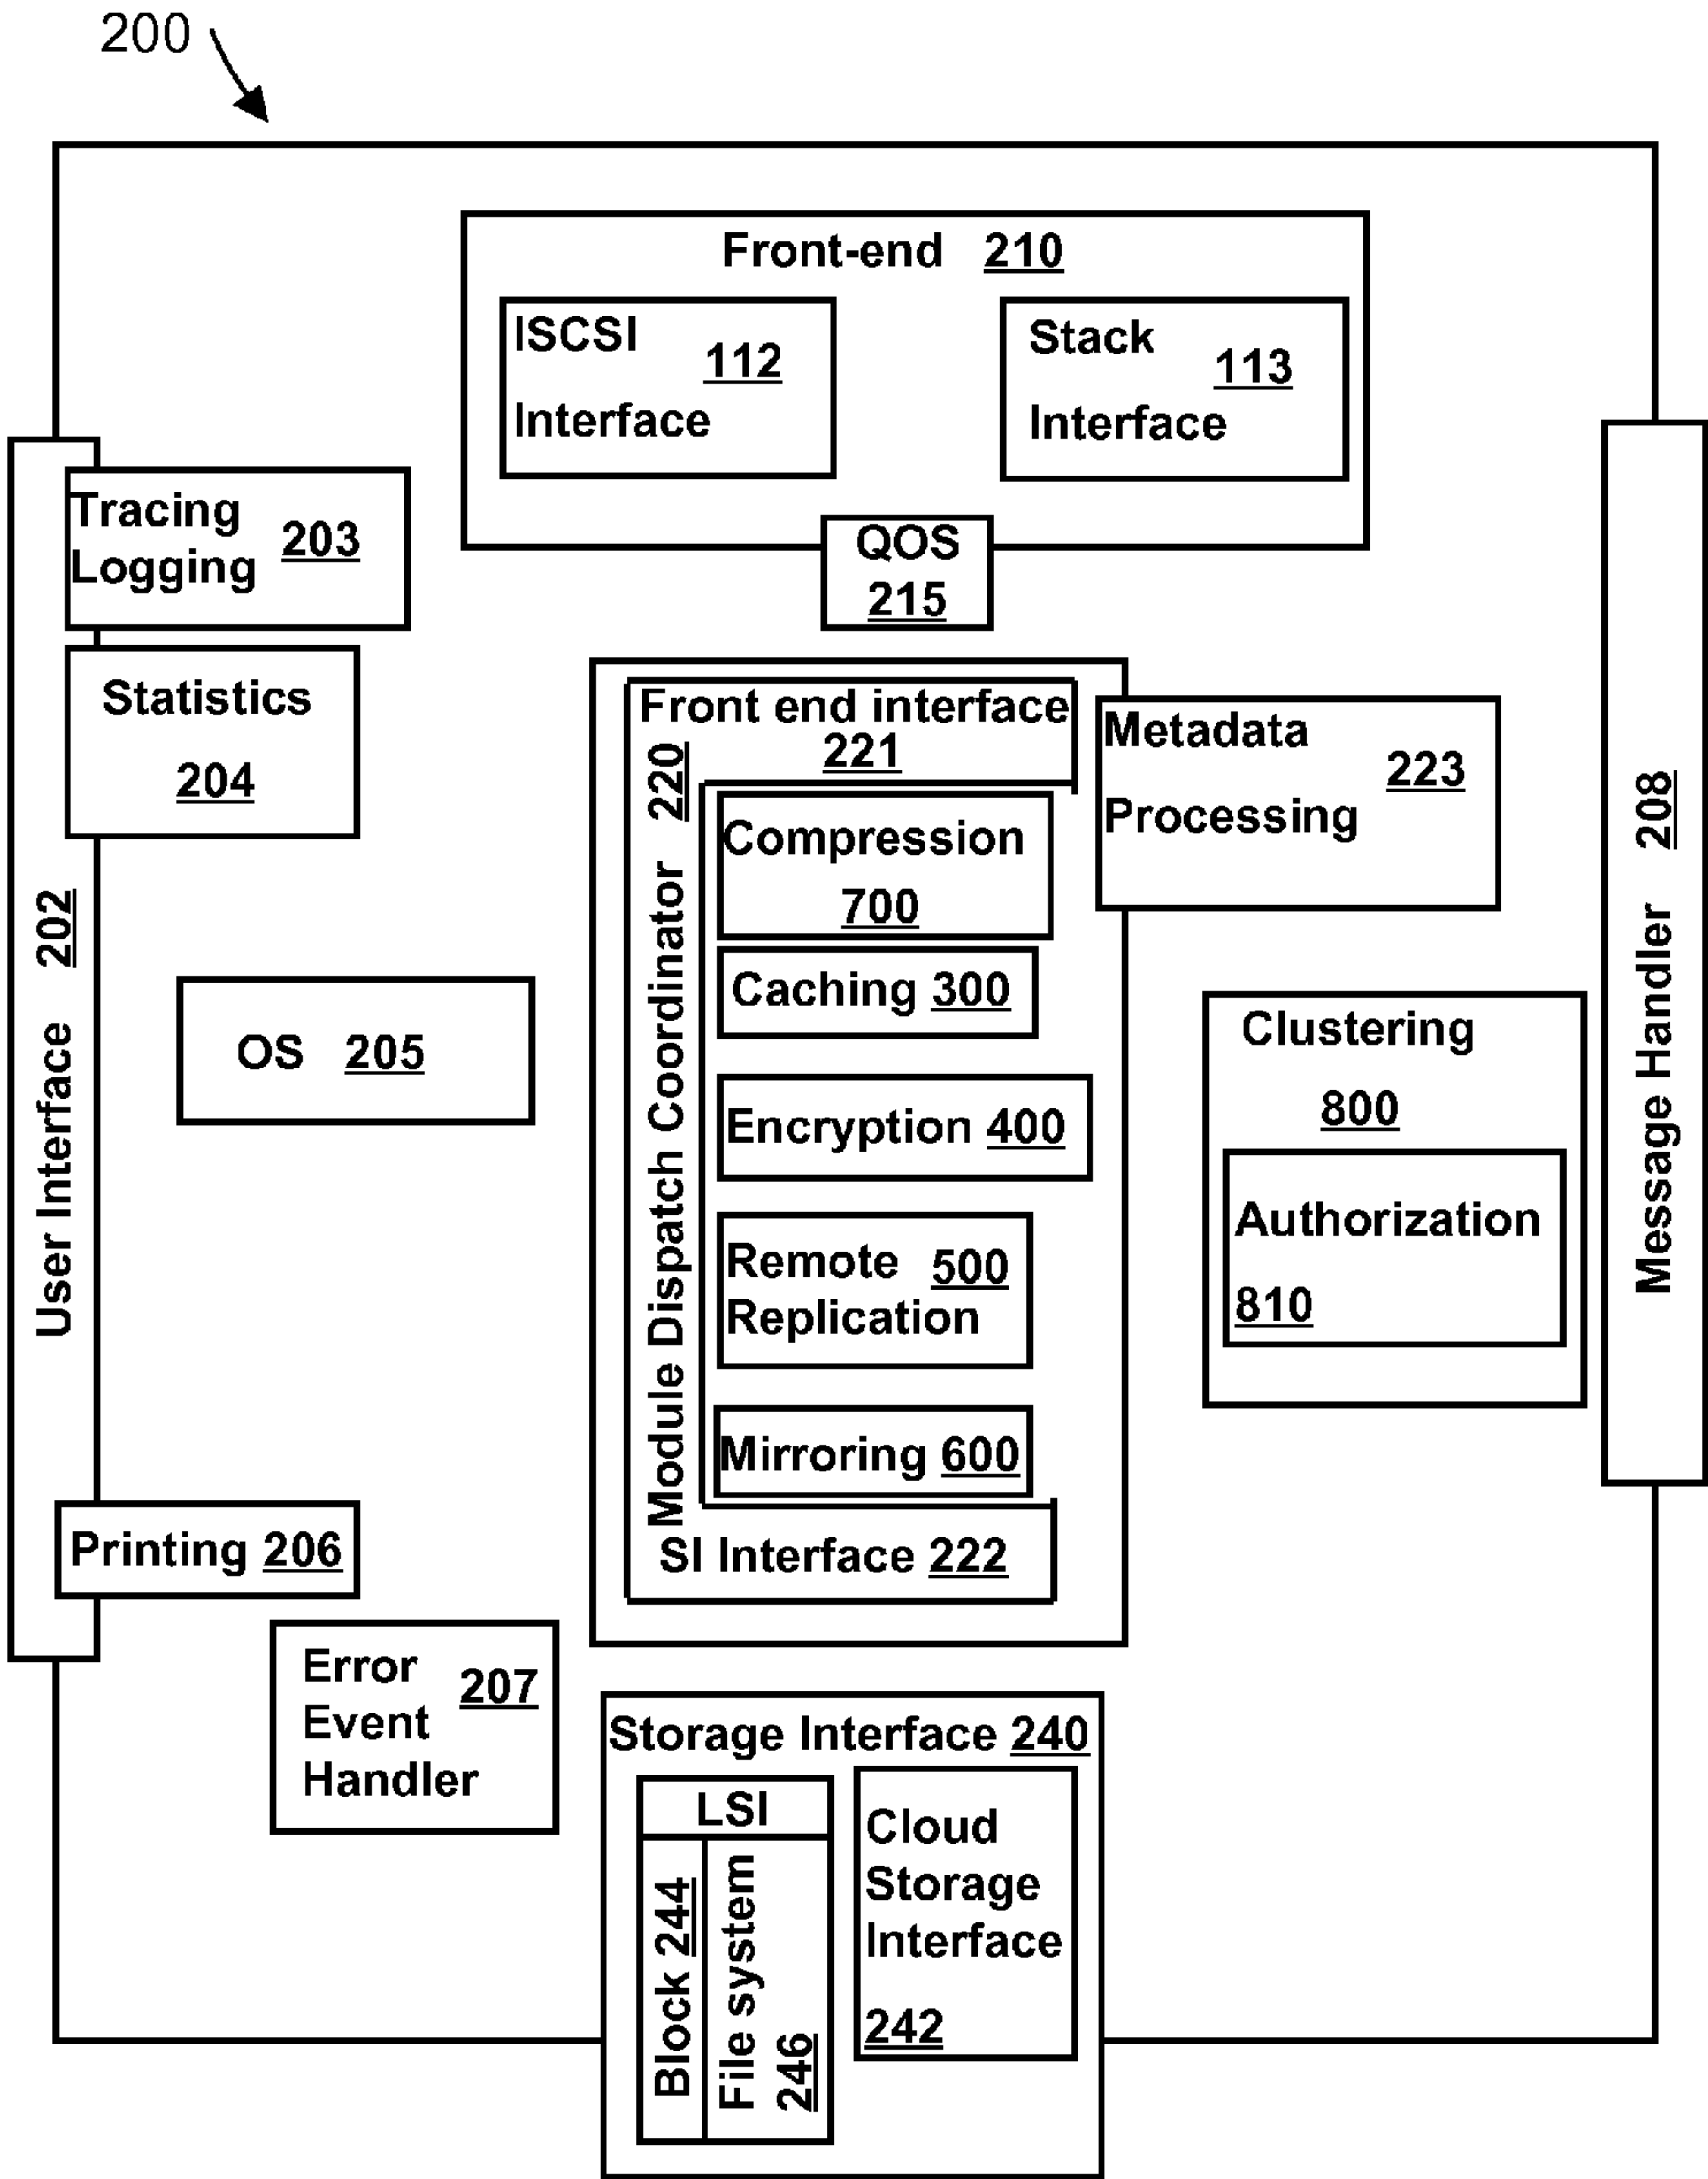 200
Front-end 210
ISCSI
Interface
112
Stack
Interface
113
QOS
215
User Interface 202
Tracing
Logging
203
Statistics
204
OS 205
Printing 206
Error
Event
Handler
207
Front end interface
221
Module Dispatch Coordinator 220
Compression
700
Caching 300
Encryption 400
Remote
Replication
500
Mirroring 600
SI Interface 222
Metadata
Processing
223
Clustering
800
Authorization
810
Message Handler 208
Storage Interface 240
LSI
Block 244
File system
246
Cloud
Storage
Interface
242